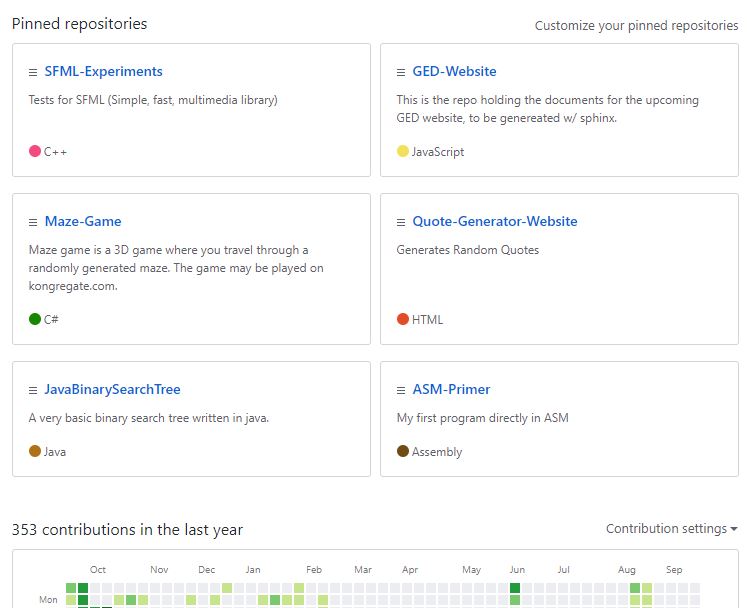 Pinned repositories
Customize your pinned repositories
SFML-Experiments
Tests for SFML (Simple, fast, multimedia library)
C++
GED-Website
This is the repo holding the documents for the upcoming
GED website, to be genereated w/ sphinx.
JavaScript
Maze-Game
Maze game is a 3D game where you travel through a
randomly generated maze. The game may be played on
kongregate.com.
C#
Quote-Generator-Website
Generates Random Quotes
HTML
JavaBinarySearchTree
A very basic binary search tree written in java.
Java
ASM-Primer
My first program directly in ASM
Assembly
353 contributions in the last year
Contribution settings
Oct Nov Dec Jan Feb Mar Apr May Jun Jul Aug Sep
Mon